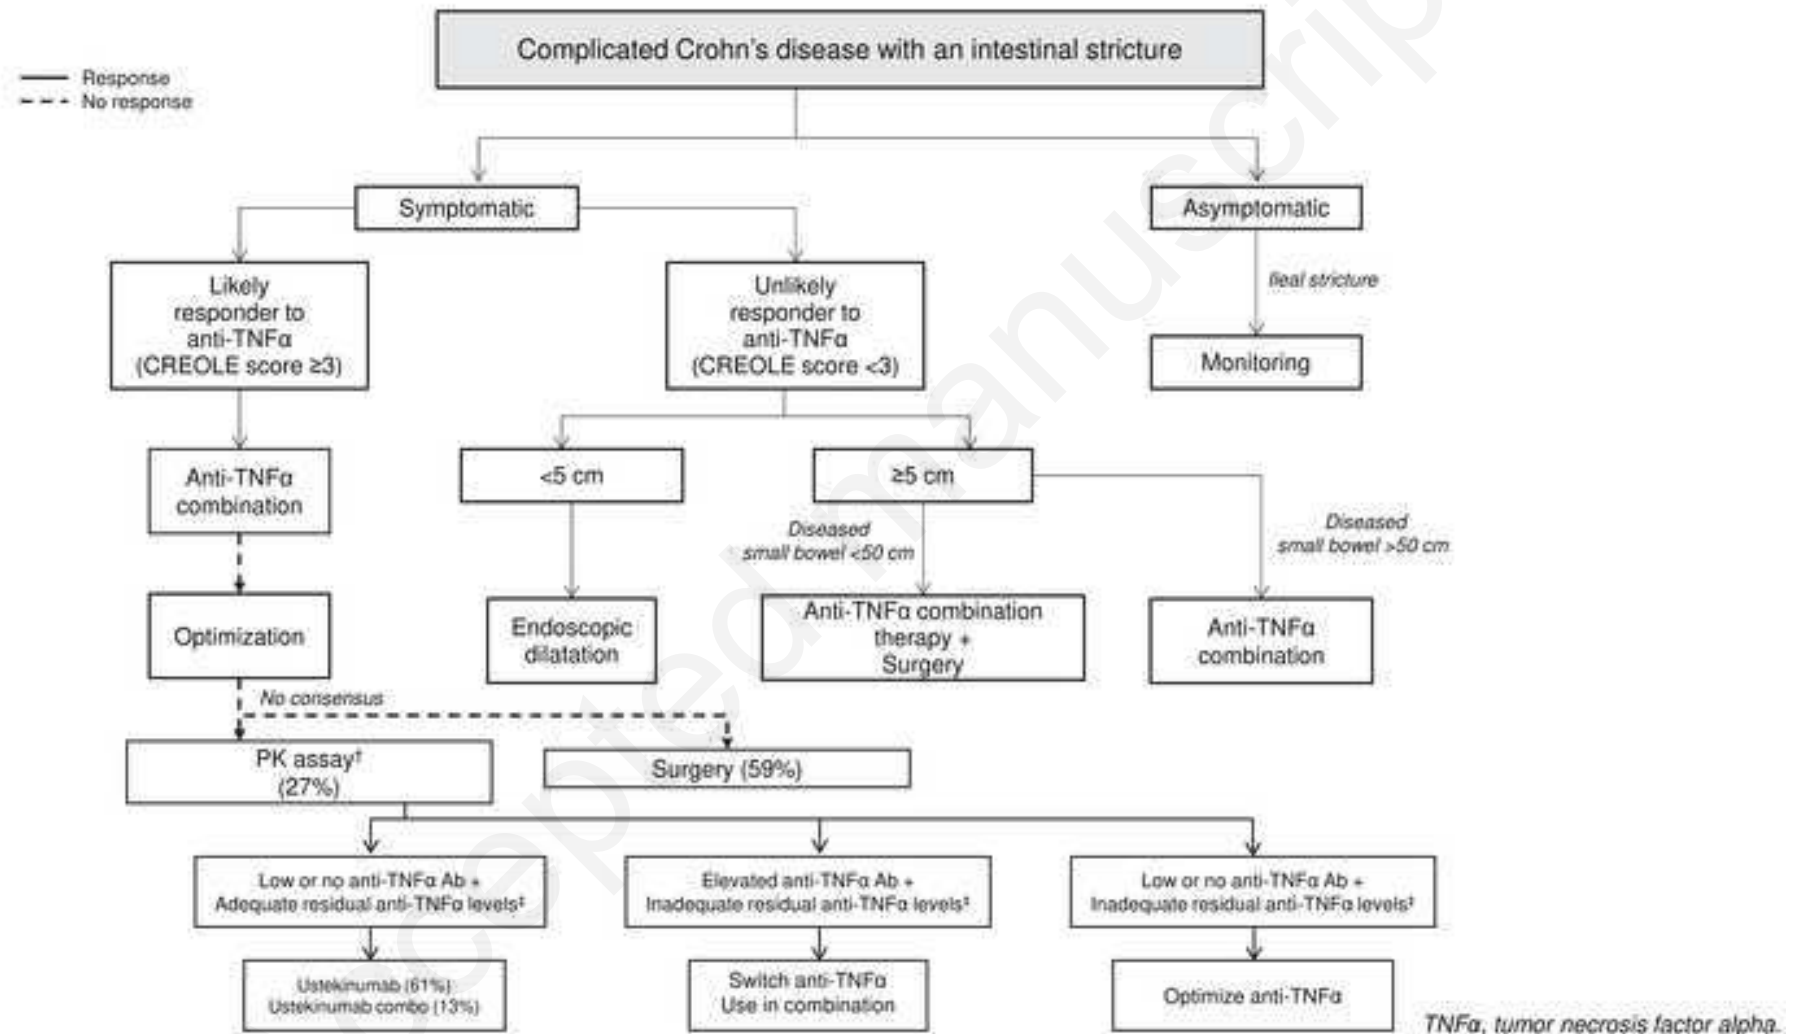 Complicated Crohn's disease with an intestinal stricture
Response
No response
Symptomatic
Asymptomatic
Likely
responder to
anti-TNFα
(CREOLE score ≥3)
Unlikely
responder to
anti-TNFα
(CREOLE score <3)
Ileal stricture
Monitoring
Anti-TNFα
combination
<5 cm
≥5 cm
Diseased
small bowel <50 cm
Diseased
small bowel >50 cm
Optimization
Endoscopic
dilatation
Anti-TNFα combination
therapy +
Surgery
Anti-TNFα
combination
No consensus
PK assay†
(27%)
Surgery (59%)
Low or no anti-TNFα Ab +
Adequate residual anti-TNFα levels‡
Elevated anti-TNFα Ab +
Inadequate residual anti-TNFα levels‡
Low or no anti-TNFα Ab +
Inadequate residual anti-TNFα levels‡
Ustekinumab (61%)
Ustekinumab combo (13%)
Switch anti-TNFα
Use in combination
Optimize anti-TNFα
TNFα, tumor necrosis factor alpha.
cepted manuscrip